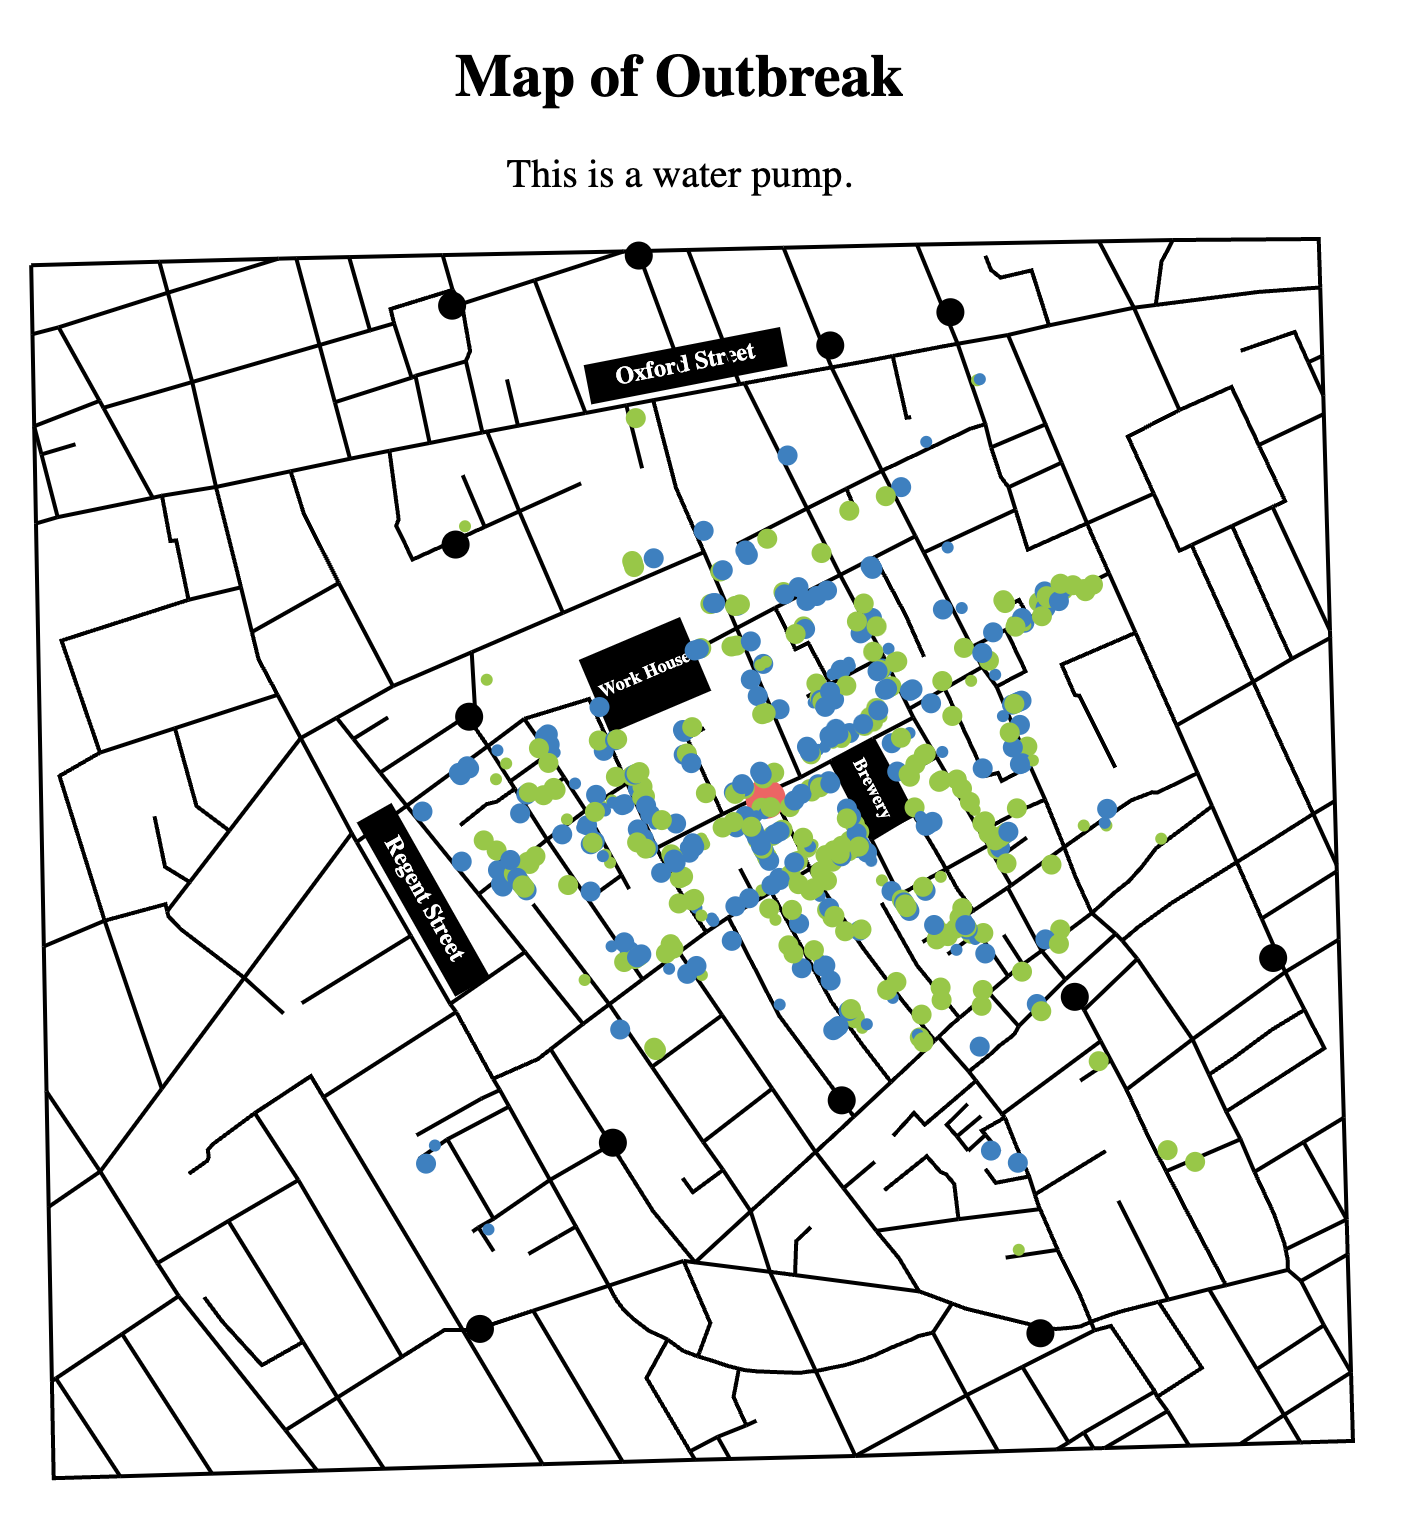 Map of Outbreak
This is a water pump.
Oxford Street
Work House
Brewery
Regent Street